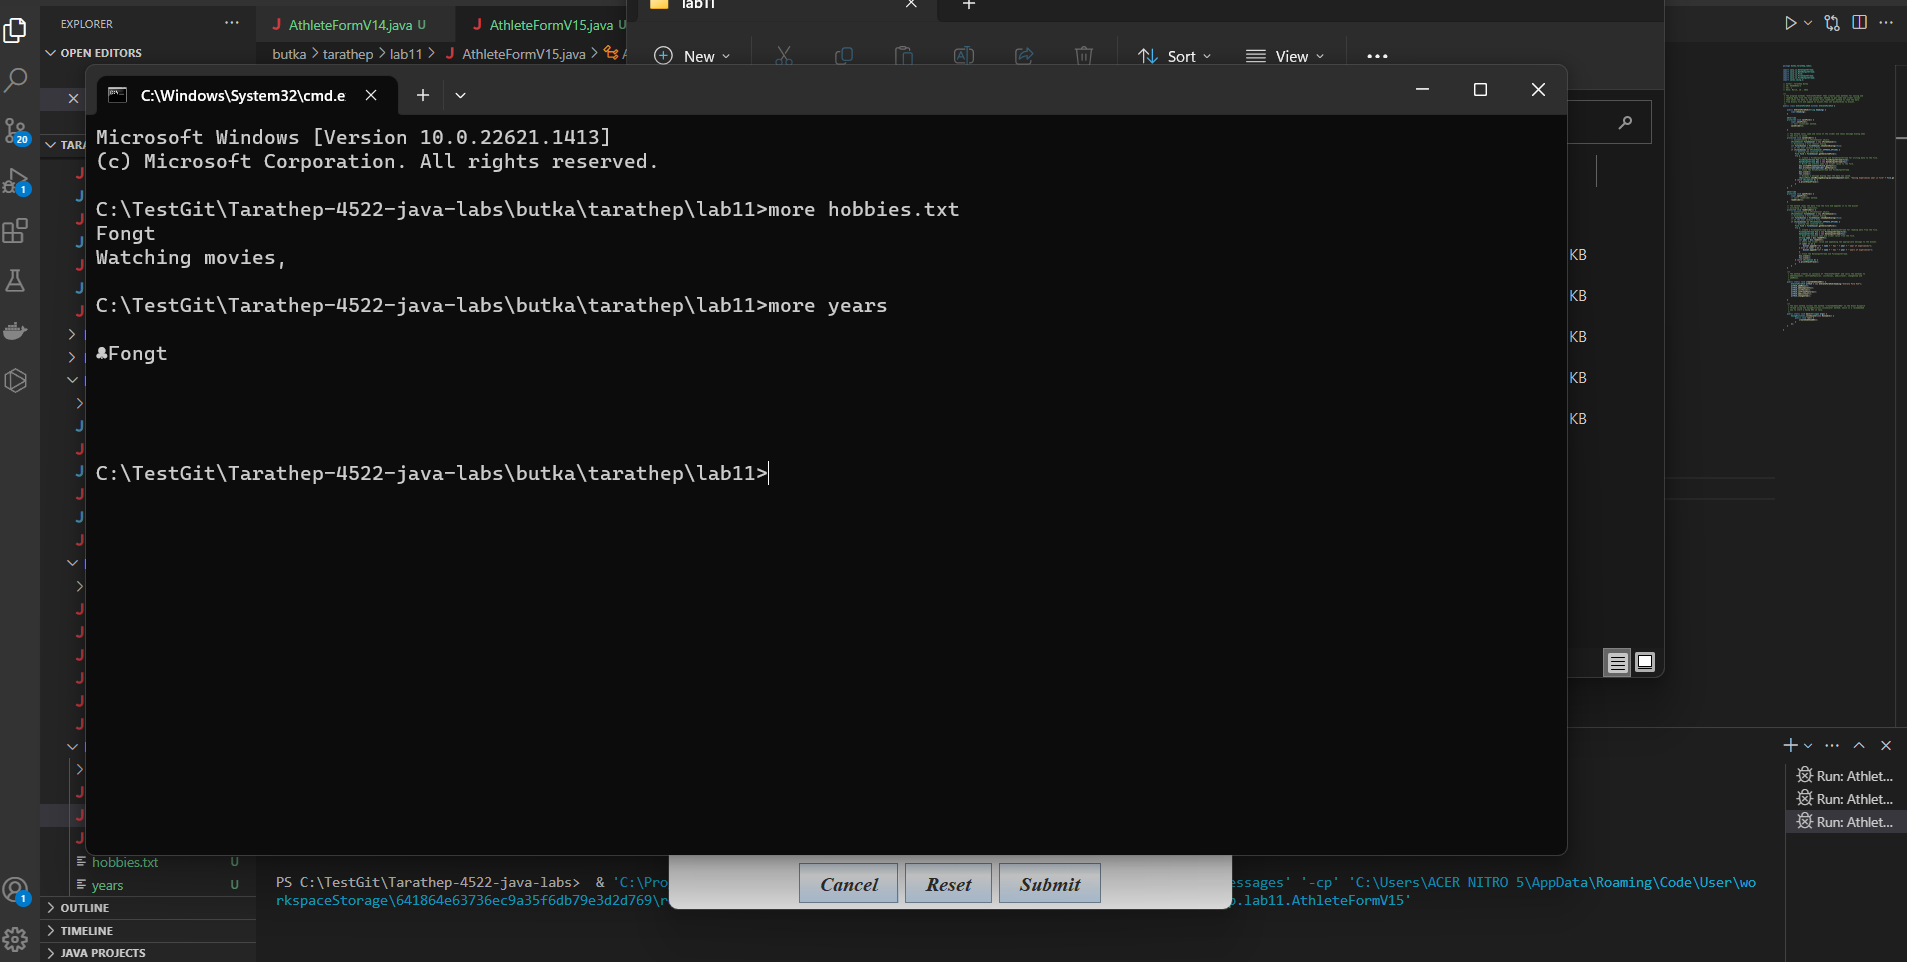 EXPLORER
OPEN EDITORS
20
TARA
1
hobbies.txt U
years U
1
OUTLINE
TIMELINE
JAVA PROJECTS
AthleteFormV14.java U
AthleteFormV15.java U
butka > tarathep > lab11 > AthleteFormV15.java >
lab11
New
Sort
View
KB
KB
KB
KB
KB
C:\Windows\System32\cmd.e
Microsoft Windows [Version 10.0.22621.1413]
(c) Microsoft Corporation. All rights reserved.
C:\TestGit\Tarathep-4522-java-labs\butka\tarathep\lab11>more hobbies.txt
Fongt
Watching movies,
C:\TestGit\Tarathep-4522-java-labs\butka\tarathep\lab11>more years
♣Fongt
C:\TestGit\Tarathep-4522-java-labs\butka\tarathep\lab11>
Run: Athlet...
Run: Athlet...
Run: Athlet...
Cancel Reset Submit
PS C:\TestGit\Tarathep-4522-java-labs> & 'C:\Pro essages' '-cp' 'C:\Users\ACER NITRO 5\AppData\Roaming\Code\User\wo
rkspaceStorage\641864e63736ec9a35f6db79e3d2d769\r .lab11.AthleteFormV15'